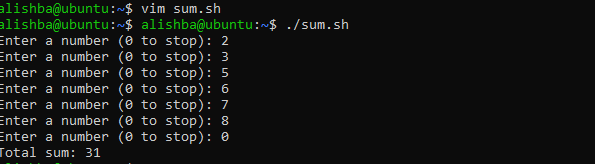 alishba@ubuntu:~$ vim sum.sh
alishba@ubuntu:~$ alishba@ubuntu:~$ ./sum.sh
Enter a number (0 to stop): 2
Enter a number (0 to stop): 3
Enter a number (0 to stop): 5
Enter a number (0 to stop): 6
Enter a number (0 to stop): 7
Enter a number (0 to stop): 8
Enter a number (0 to stop): 0
Total sum: 31